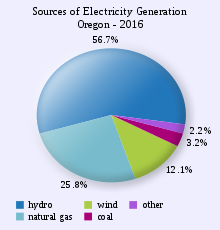 Sources of Electricity Generation
Oregon - 2016
56.7%
2.2%
3.2%
12.1%
25.8%
hydro wind other
natural gas coal